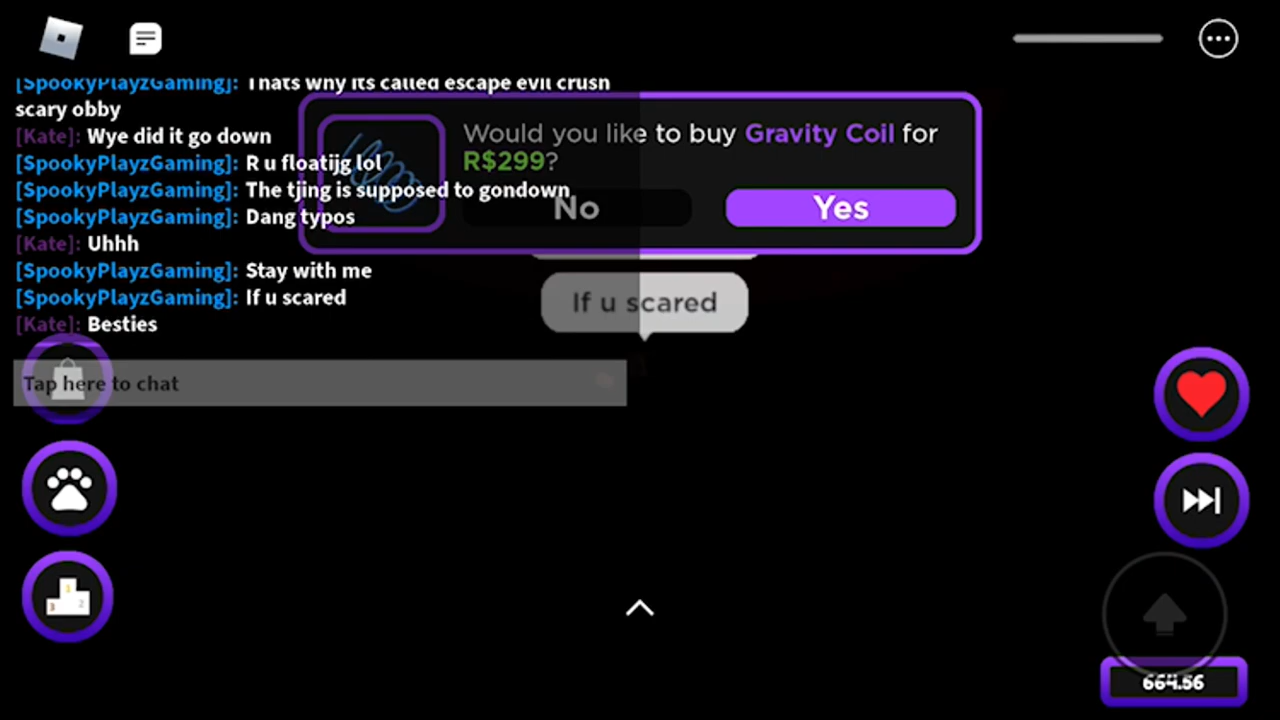 [SpookyPlayzGaming]: Thats why its called escape evil crush
scary obby
[Kate]: Wye did it go down
[SpookyPlayzGaming]: R u floatijg lol
[SpookyPlayzGaming]: The tjing is supposed to gondown
[SpookyPlayzGaming]: Dang typos
[Kate]: Uhhh
[SpookyPlayzGaming]: Stay with me
[SpookyPlayzGaming]: If u scared
[Kate]: Besties
Tap here to chat
Would you like to buy Gravity Coil for
R$299?
No
Yes
If u scared
1
3 2
664.56